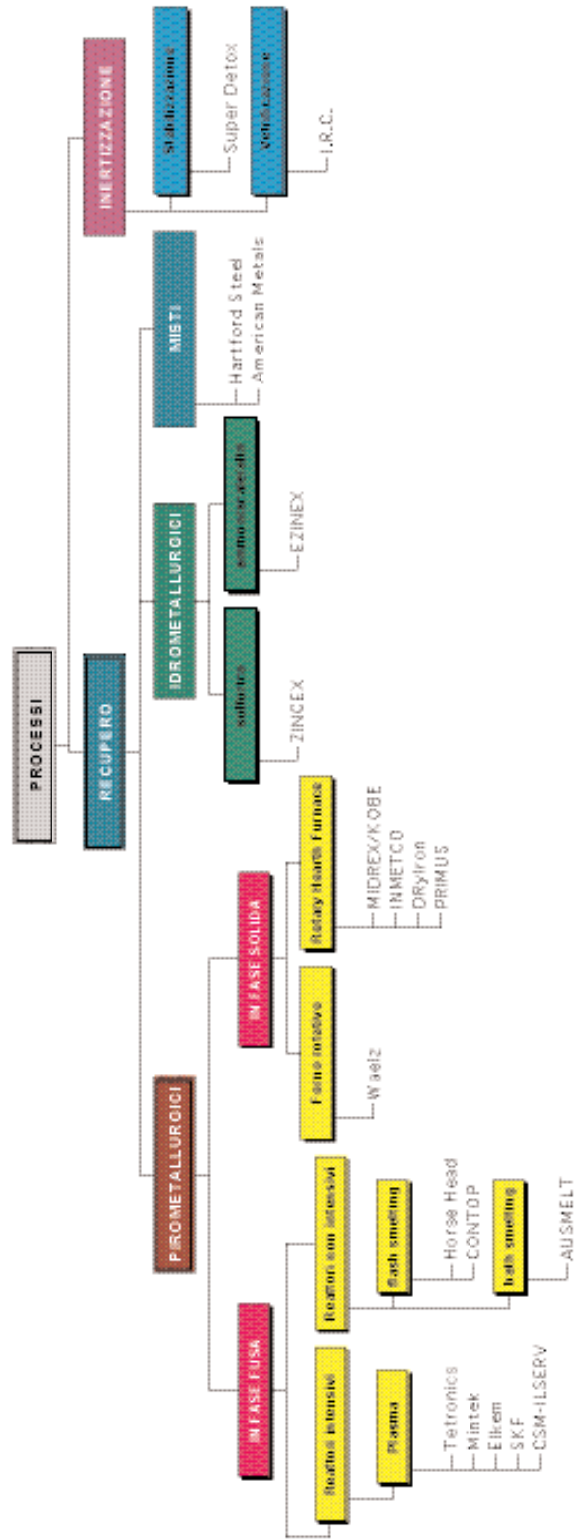 PROCESSI
RECUPERO
INERTIZZAZIONE
PIROMETALLURGICI
IDROMETALLURGICI
MISTI
Stabilizzazione
Super Detox
Vetrificazione
I.R.C.
Hartford Steel
American Metals
solforica
ammoniacale
ZINCEX
EZINEX
IN FASE FUSA
IN FASE SOLIDA
Reattori intensivi
Reattori non intensivi
Forno rotativo
Rotary Hearth Furnace
Plasma
flash smelting
Waelz
MIDREX/KOBE
INMETCO
DRyIron
PRIMUS
Tetronics
Mintek
Elkem
SKF
CSM-ILSERV
Horse Head
CONTOP
bath smelting
AUSMELT